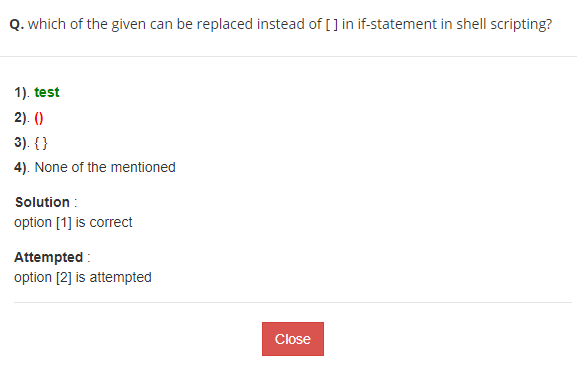 Q. which of the given can be replaced instead of [ ] in if-statement in shell scripting?
1). test
2). ()
3). { }
4). None of the mentioned
Solution :
option [1] is correct
Attempted :
option [2] is attempted
Close